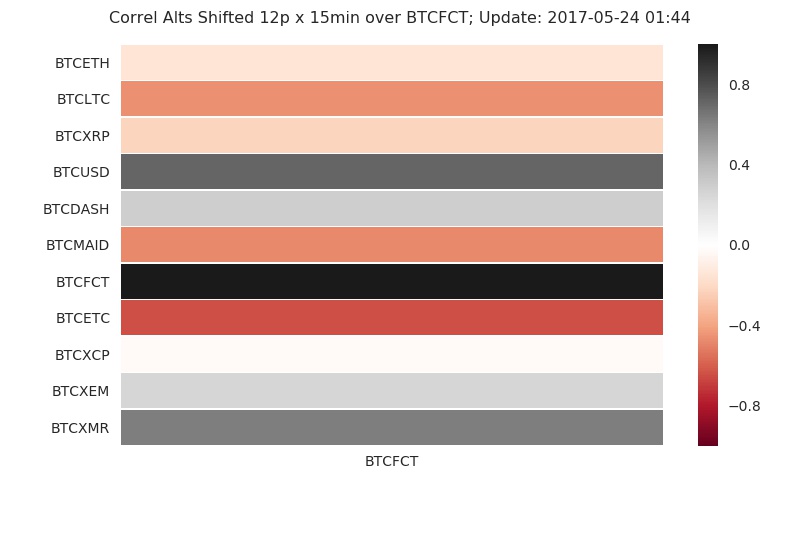 Correl Alts Shifted 12p x 15min over BTCFCT; Update: 2017-05-24 01:44
BTCETH
BTCLTC
BTCXRP
BTCUSD
BTCDASH
BTCMAID
BTCFCT
BTCETC
BTCXCP
BTCXEM
BTCXMR
BTCFCT
0.8
0.4
0.0
−0.4
−0.8